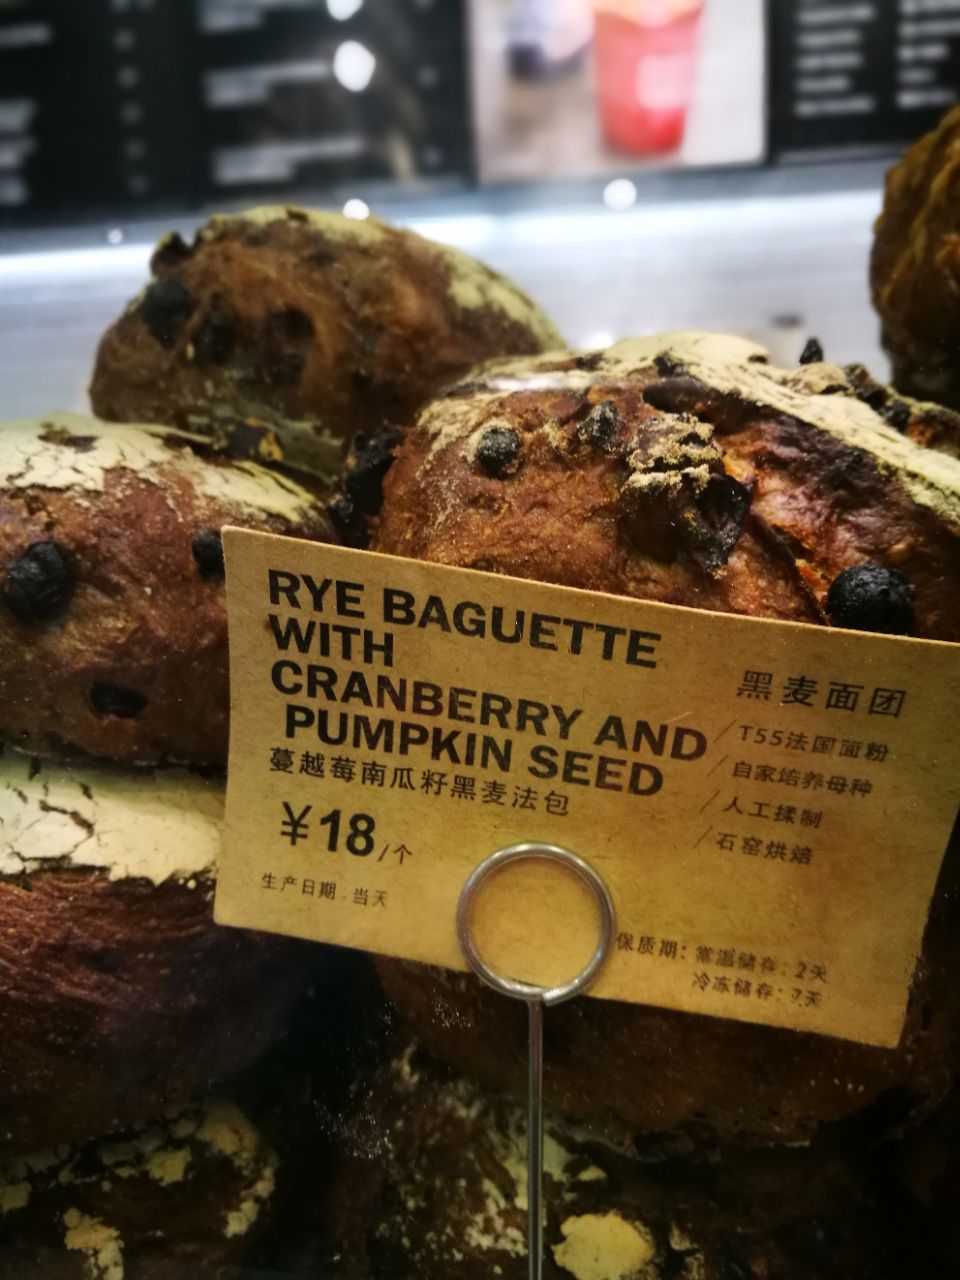 RYE BAGUETTE
WITH
CRANBERRY AND
PUMPKIN SEED
蔓越莓南瓜籽黑麦法包
¥18/个
生产日期:当天
黑麦面团
/T55法国面粉
/自家培养母种
/人工揉制
/石窑烘焙
保质期:常温储存:2天
冷冻储存:7天